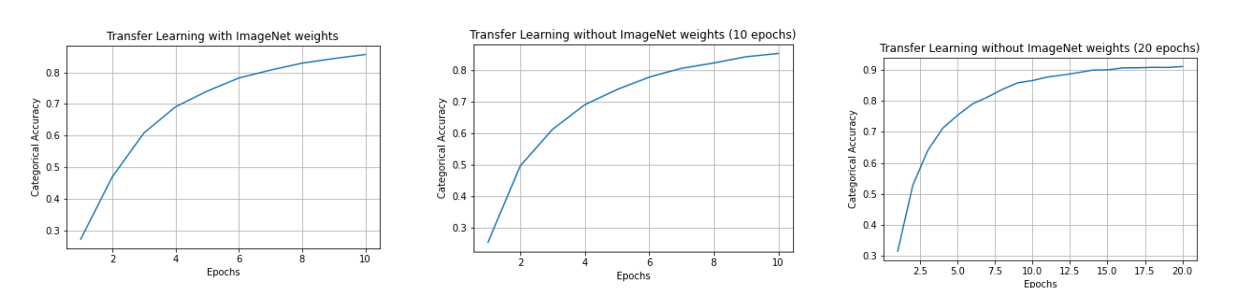 Transfer Learning with ImageNet weights
0.8
0.7
0.6
0.5
0.4
0.3
Categorical Accuracy
2 4 6 8 10
Epochs
Transfer Learning without ImageNet weights (10 epochs)
0.8
0.7
0.6
0.5
0.4
0.3
Categorical Accuracy
2 4 6 8 10
Epochs
Transfer Learning without ImageNet weights (20 epochs)
0.9
0.8
0.7
0.6
0.5
0.4
0.3
Categorical Accuracy
2.5 5.0 7.5 10.0 12.5 15.0 17.5 20.0
Epochs